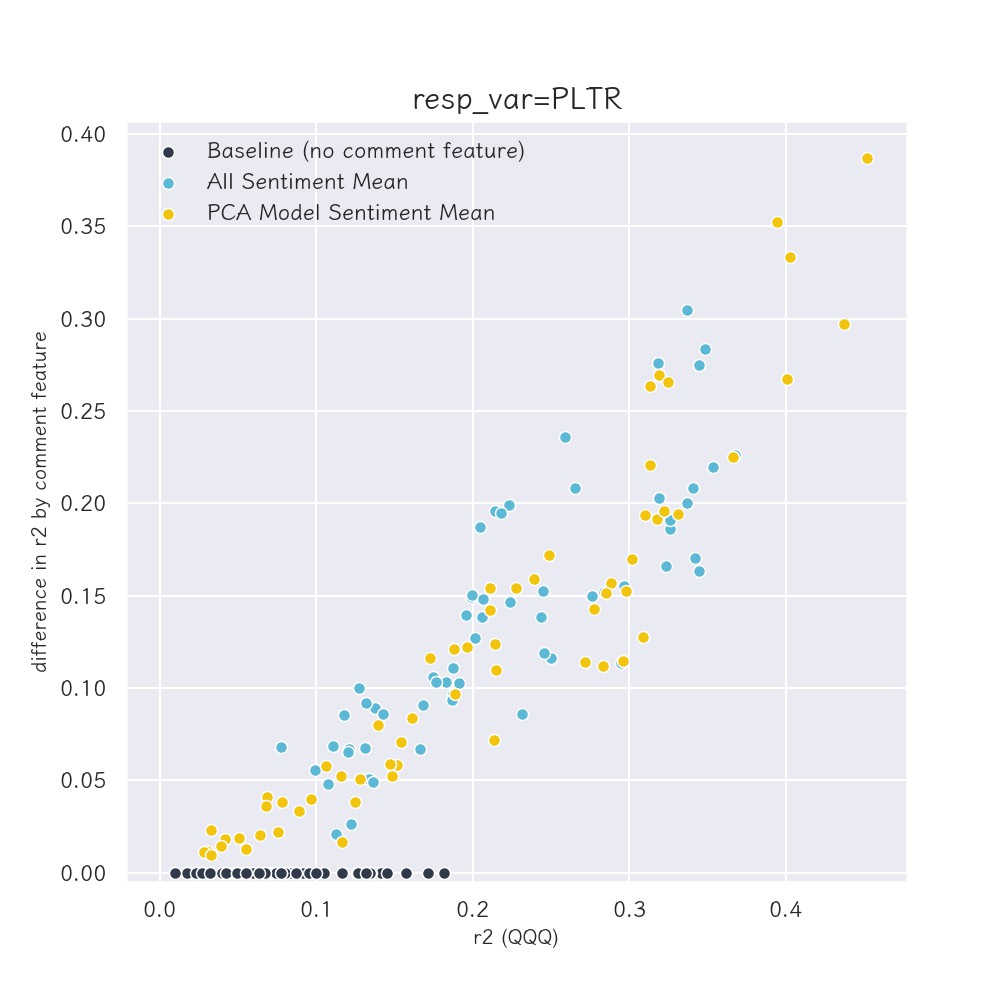 resp_var=PLTR
Baseline (no comment feature)
All Sentiment Mean
PCA Model Sentiment Mean
difference in r2 by comment feature
0.40
0.35
0.30
0.25
0.20
0.15
0.10
0.05
0.00
0.0 0.1 0.2 0.3 0.4
r2 (QQQ)